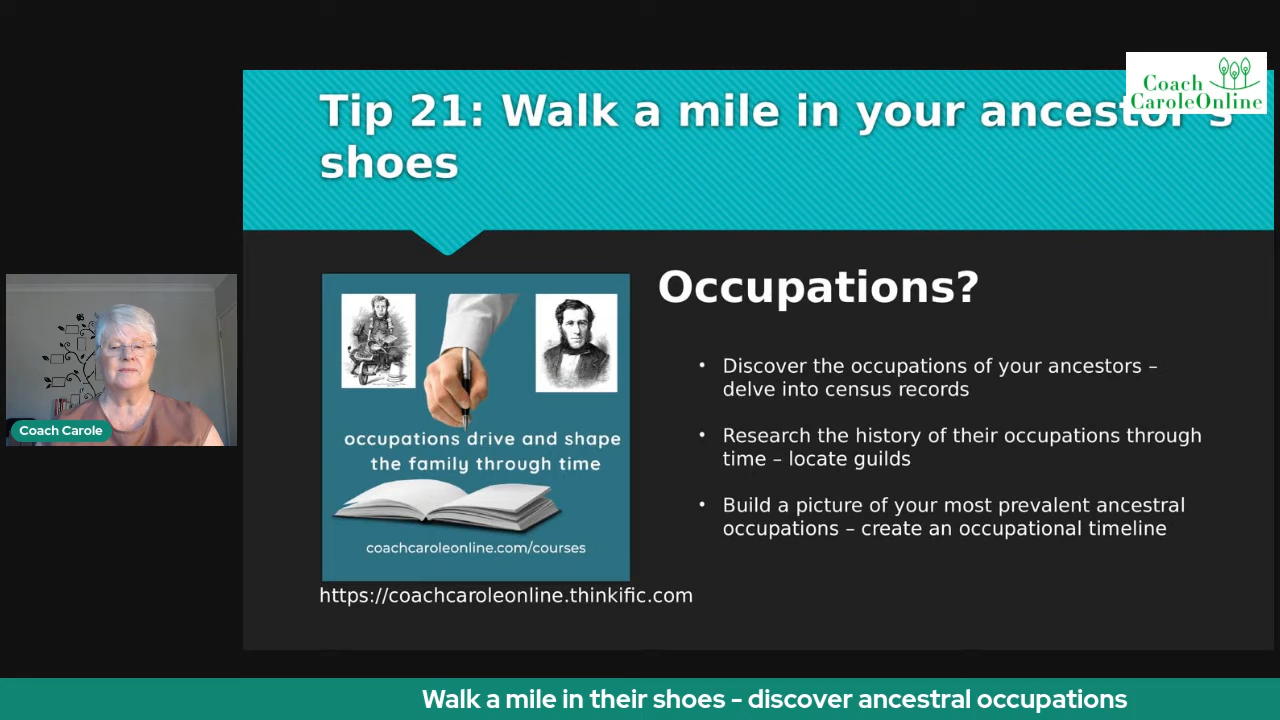 Coach
CaroleOnline
Tip 21: Walk a mile in your ancestor's
shoes
Occupations?
• Discover the occupations of your ancestors –
delve into census records
• Research the history of their occupations through
time – locate guilds
• Build a picture of your most prevalent ancestral
occupations – create an occupational timeline
occupations drive and shape
the family through time
coachcaroleonline.com/courses
https://coachcaroleonline.thinkific.com
Coach Carole
Walk a mile in their shoes - discover ancestral occupations